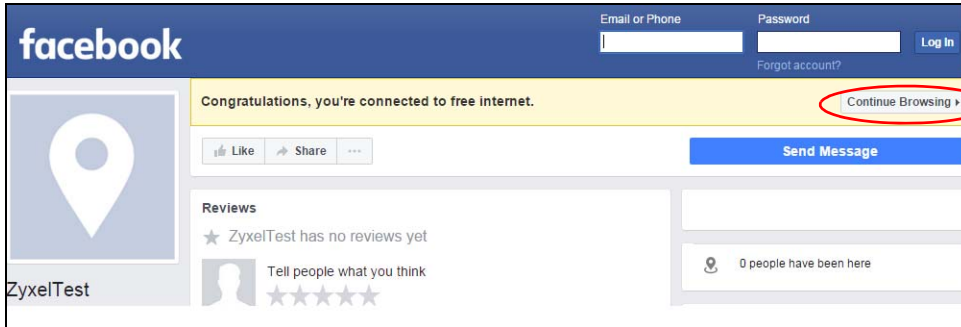 Email or Phone
Password
facebook
Log In
Forgot account?
Congratulations, you're connected to free internet.
Continue Browsing
Like
Share
...
Send Message
Reviews
ZyxelTest has no reviews yet
Tell people what you think
0 people have been here
ZyxelTest